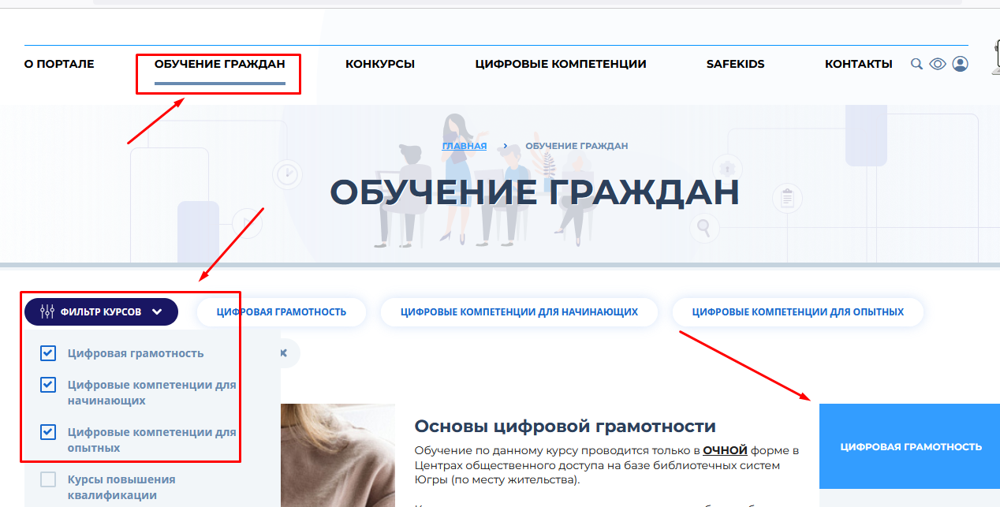 О ПОРТАЛЕ ОБУЧЕНИЕ ГРАЖДАН КОНКУРСЫ ЦИФРОВЫЕ КОМПЕТЕНЦИИ SAFEKIDS КОНТАКТЫ
ГЛАВНАЯ › ОБУЧЕНИЕ ГРАЖДАН
ОБУЧЕНИЕ ГРАЖДАН
ФИЛЬТР КУРСОВ ЦИФРОВАЯ ГРАМОТНОСТЬ ЦИФРОВЫЕ КОМПЕТЕНЦИИ ДЛЯ НАЧИНАЮЩИХ ЦИФРОВЫЕ КОМПЕТЕНЦИИ ДЛЯ ОПЫТНЫХ
Цифровая грамотность
Цифровые компетенции для
начинающих
Цифровые компетенции для
опытных
Курсы повышения
квалификации
Основы цифровой грамотности
Обучение по данному курсу проводится только в ОЧНОЙ форме в
Центрах общественного доступа на базе библиотечных систем
Югры (по месту жительства).
ЦИФРОВАЯ ГРАМОТНОСТЬ